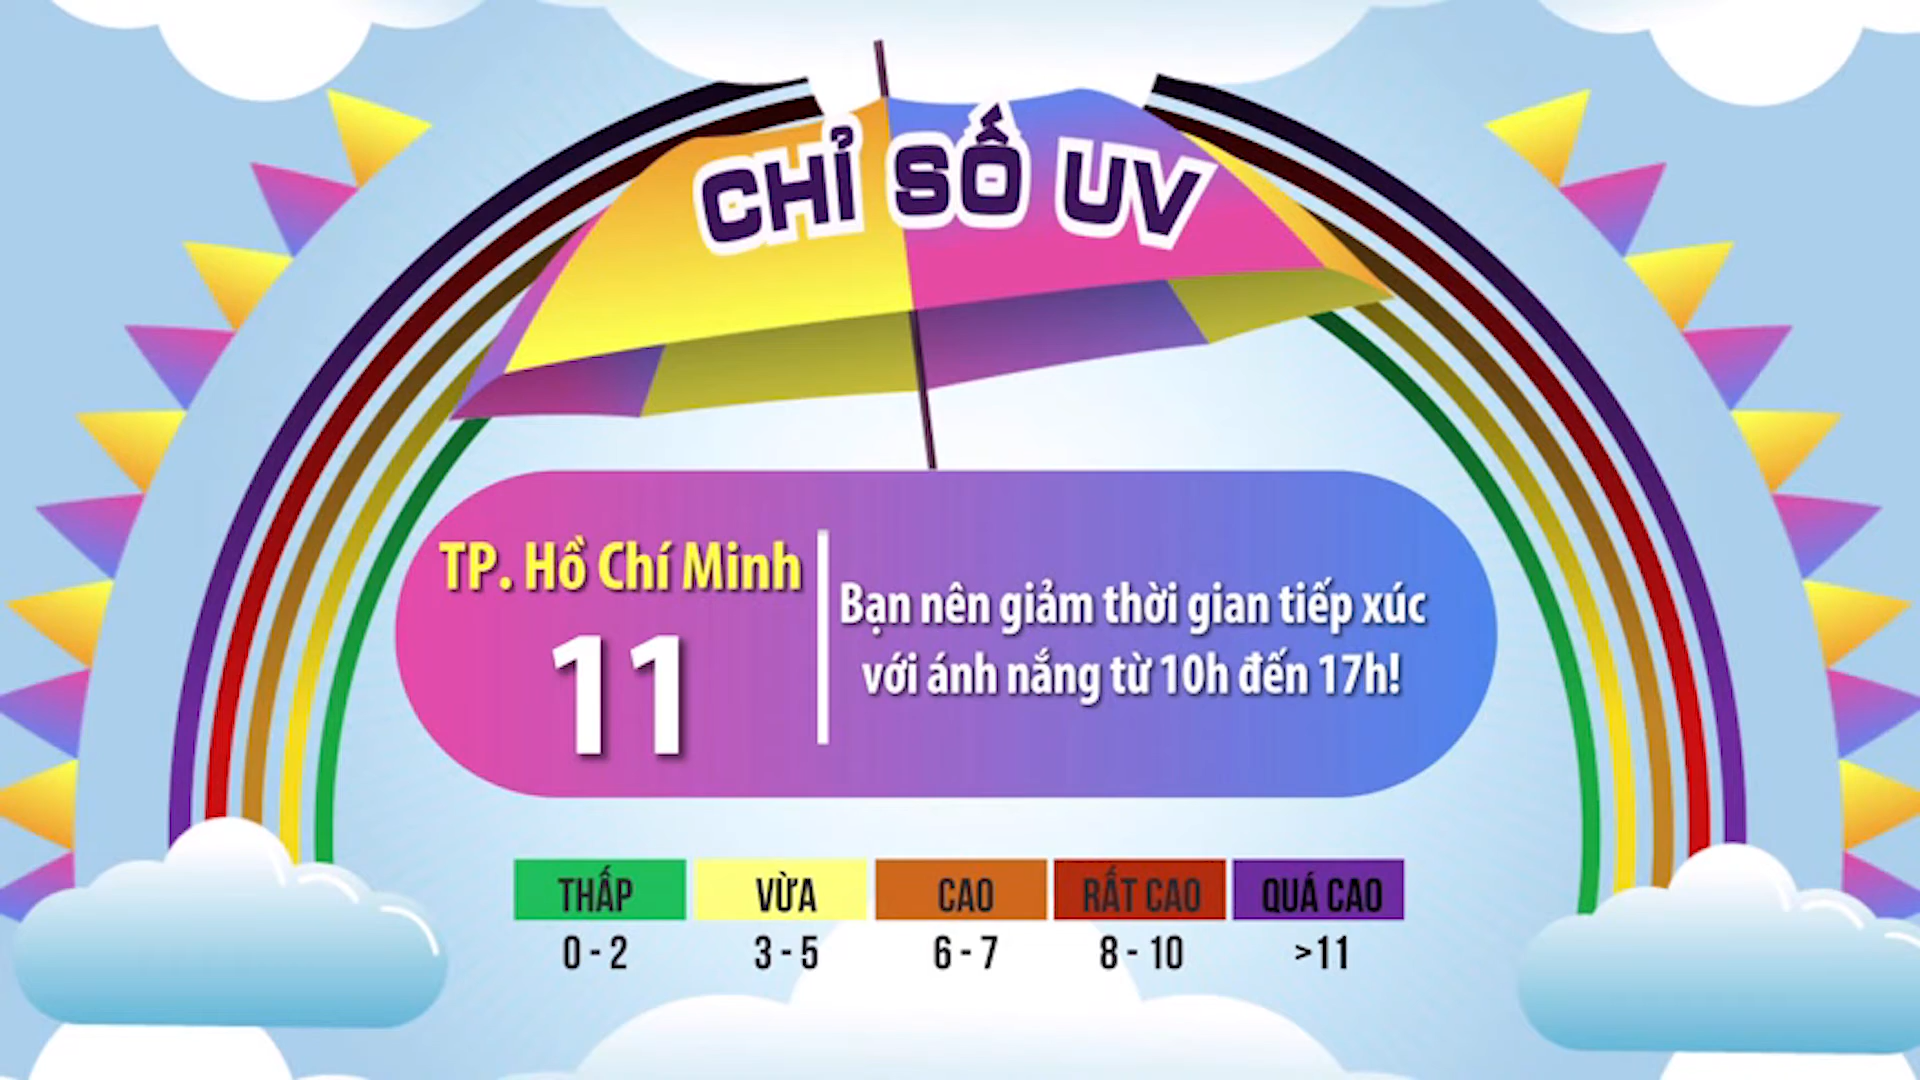 CHỈ SỐ UV
TP. Hồ Chí Minh
11
Bạn nên giảm thời gian tiếp xúc
với ánh nắng từ 10h đến 17h!
THẤP VỪA CAO RẤT CAO QUÁ CAO
0 - 2 3 - 5 6 - 7 8 - 10 >11